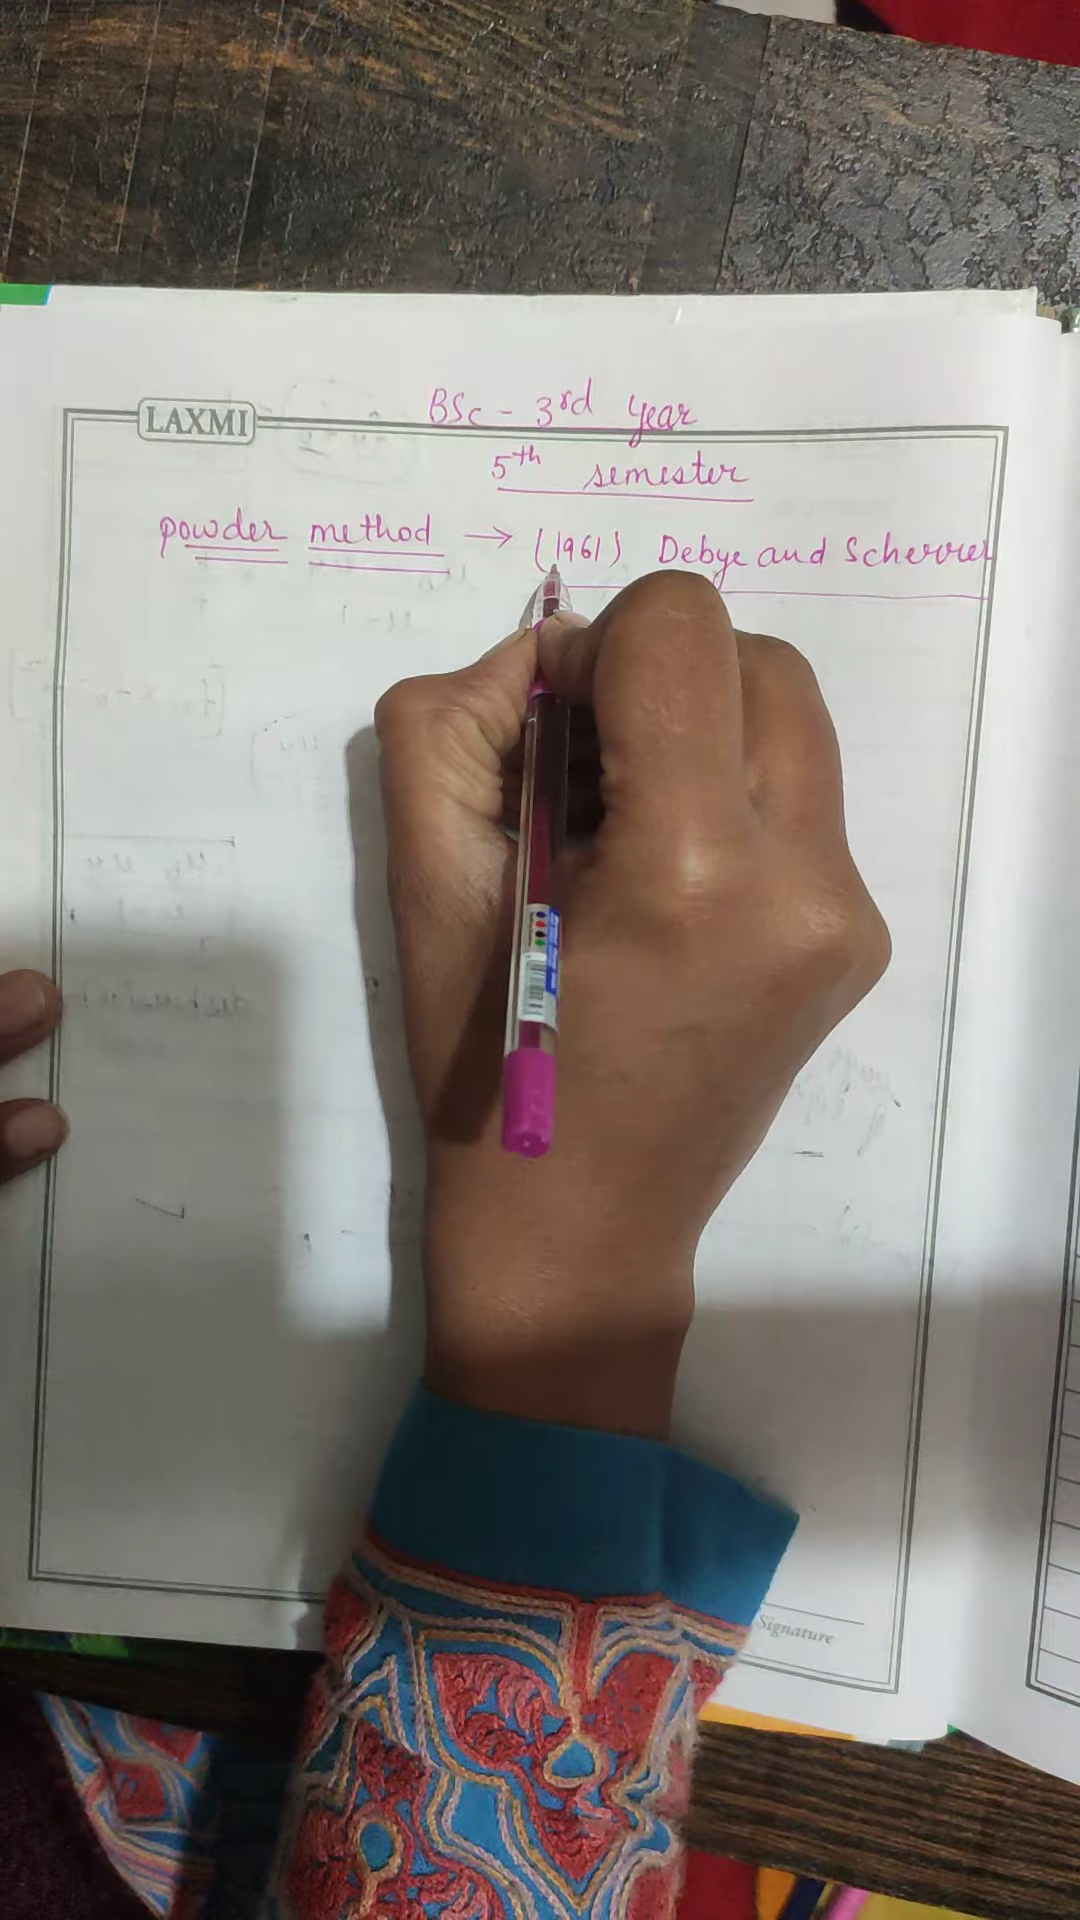 BSc - 3rd Year
LAXMI
5th semester
powder method → (1961) Debye and Scherrer
Signature